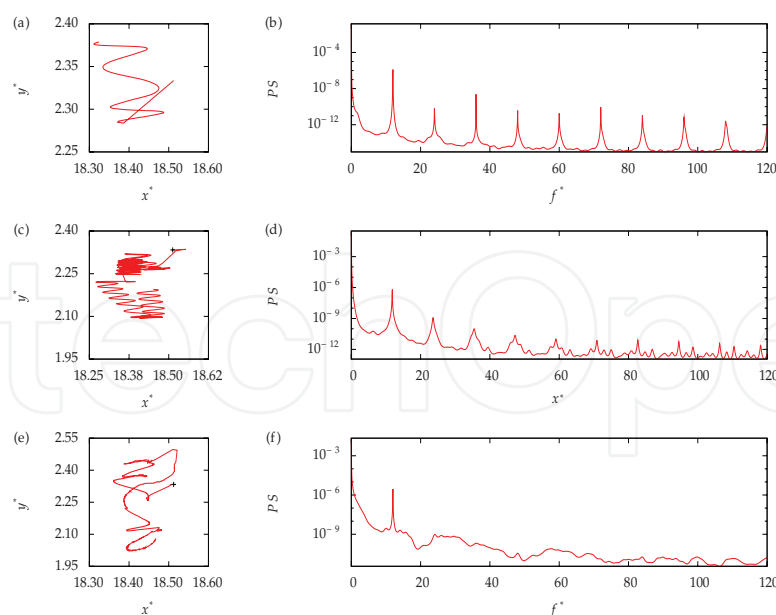 (a)
2.40
2.35
2.30
2.25
y*
18.30 18.40 18.50 18.60
x*
(b)
10⁻⁴
10⁻⁸
10⁻¹²
PS
0 20 40 60 80 100 120
f*
(c)
2.40
2.25
2.10
1.95
y*
18.25 18.38 18.50 18.62
x*
(d)
10⁻³
10⁻⁶
10⁻⁹
10⁻¹²
PS
0 20 40 60 80 100 120
x*
(e)
2.55
2.40
2.25
2.10
1.95
y*
18.30 18.40 18.50 18.60
x*
(f)
10⁻³
10⁻⁶
10⁻⁹
PS
0 20 40 60 80 100 120
f*
techOpe